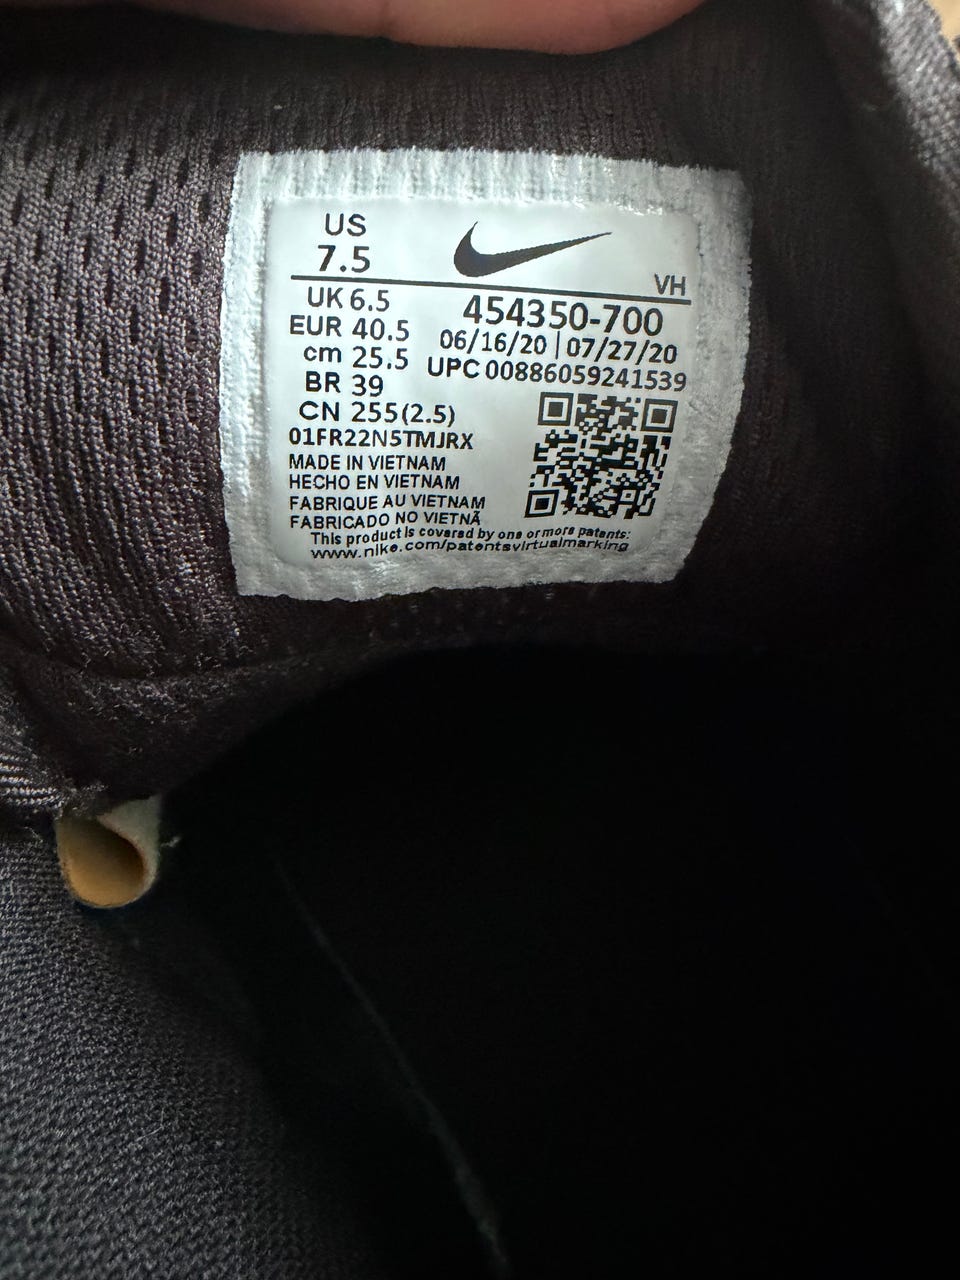 US
7.5
VH
UK 6.5
EUR 40.5
cm 25.5
BR 39
CN 255(2.5)
454350-700
06/16/20 | 07/27/20
UPC 00886059241539
01FR22N5TMJRX
MADE IN VIETNAM
HECHO EN VIETNAM
FABRIQUE AU VIETNAM
FABRICADO NO VIETNÃ
This product is covered by one or more patents:
www.nike.com/patentsvirtualmarking